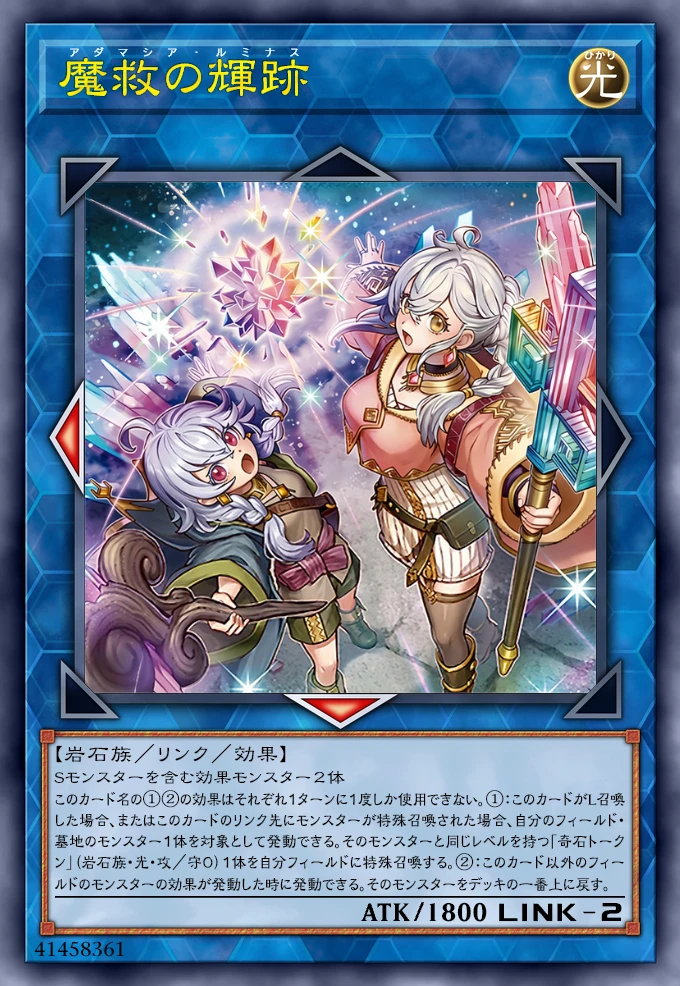 アダマシア・ルミナス
魔救の輝跡
ひかり
光
【岩石族／リンク／効果】
Sモンスターを含む効果モンスター2体
このカード名の①②の効果はそれぞれ1ターンに1度しか使用できない。①:このカードがL召喚
した場合、またはこのカードのリンク先にモンスターが特殊召喚された場合、自分のフィールド・
墓地のモンスター1体を対象として発動できる。そのモンスターと同じレベルを持つ「奇石トーク
ン」(岩石族・光・攻／守0)1体を自分フィールドに特殊召喚する。②:このカード以外のフィー
ルドのモンスターの効果が発動した時に発動できる。そのモンスターをデッキの一番上に戻す。
ATK/1800 LINK-2
41458361